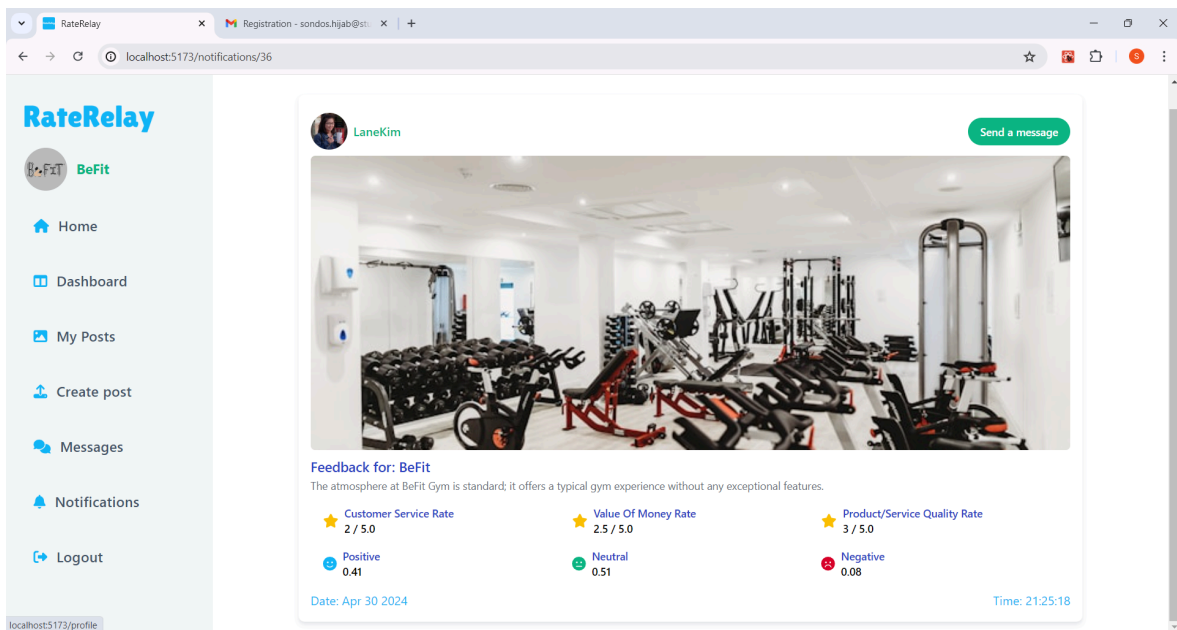 RateRelay
Registration - sondos.hijab@stu
localhost:5173/notifications/36
S
RateRelay
BeFiT
BeFit
Home
Dashboard
My Posts
Create post
Messages
Notifications
Logout
LaneKim
Send a message
Feedback for: BeFit
The atmosphere at BeFit Gym is standard; it offers a typical gym experience without any exceptional features.
Customer Service Rate
2 / 5.0
Value Of Money Rate
2.5 / 5.0
Product/Service Quality Rate
3 / 5.0
Positive
0.41
Neutral
0.51
Negative
0.08
Date: Apr 30 2024
Time: 21:25:18
localhost:5173/profile